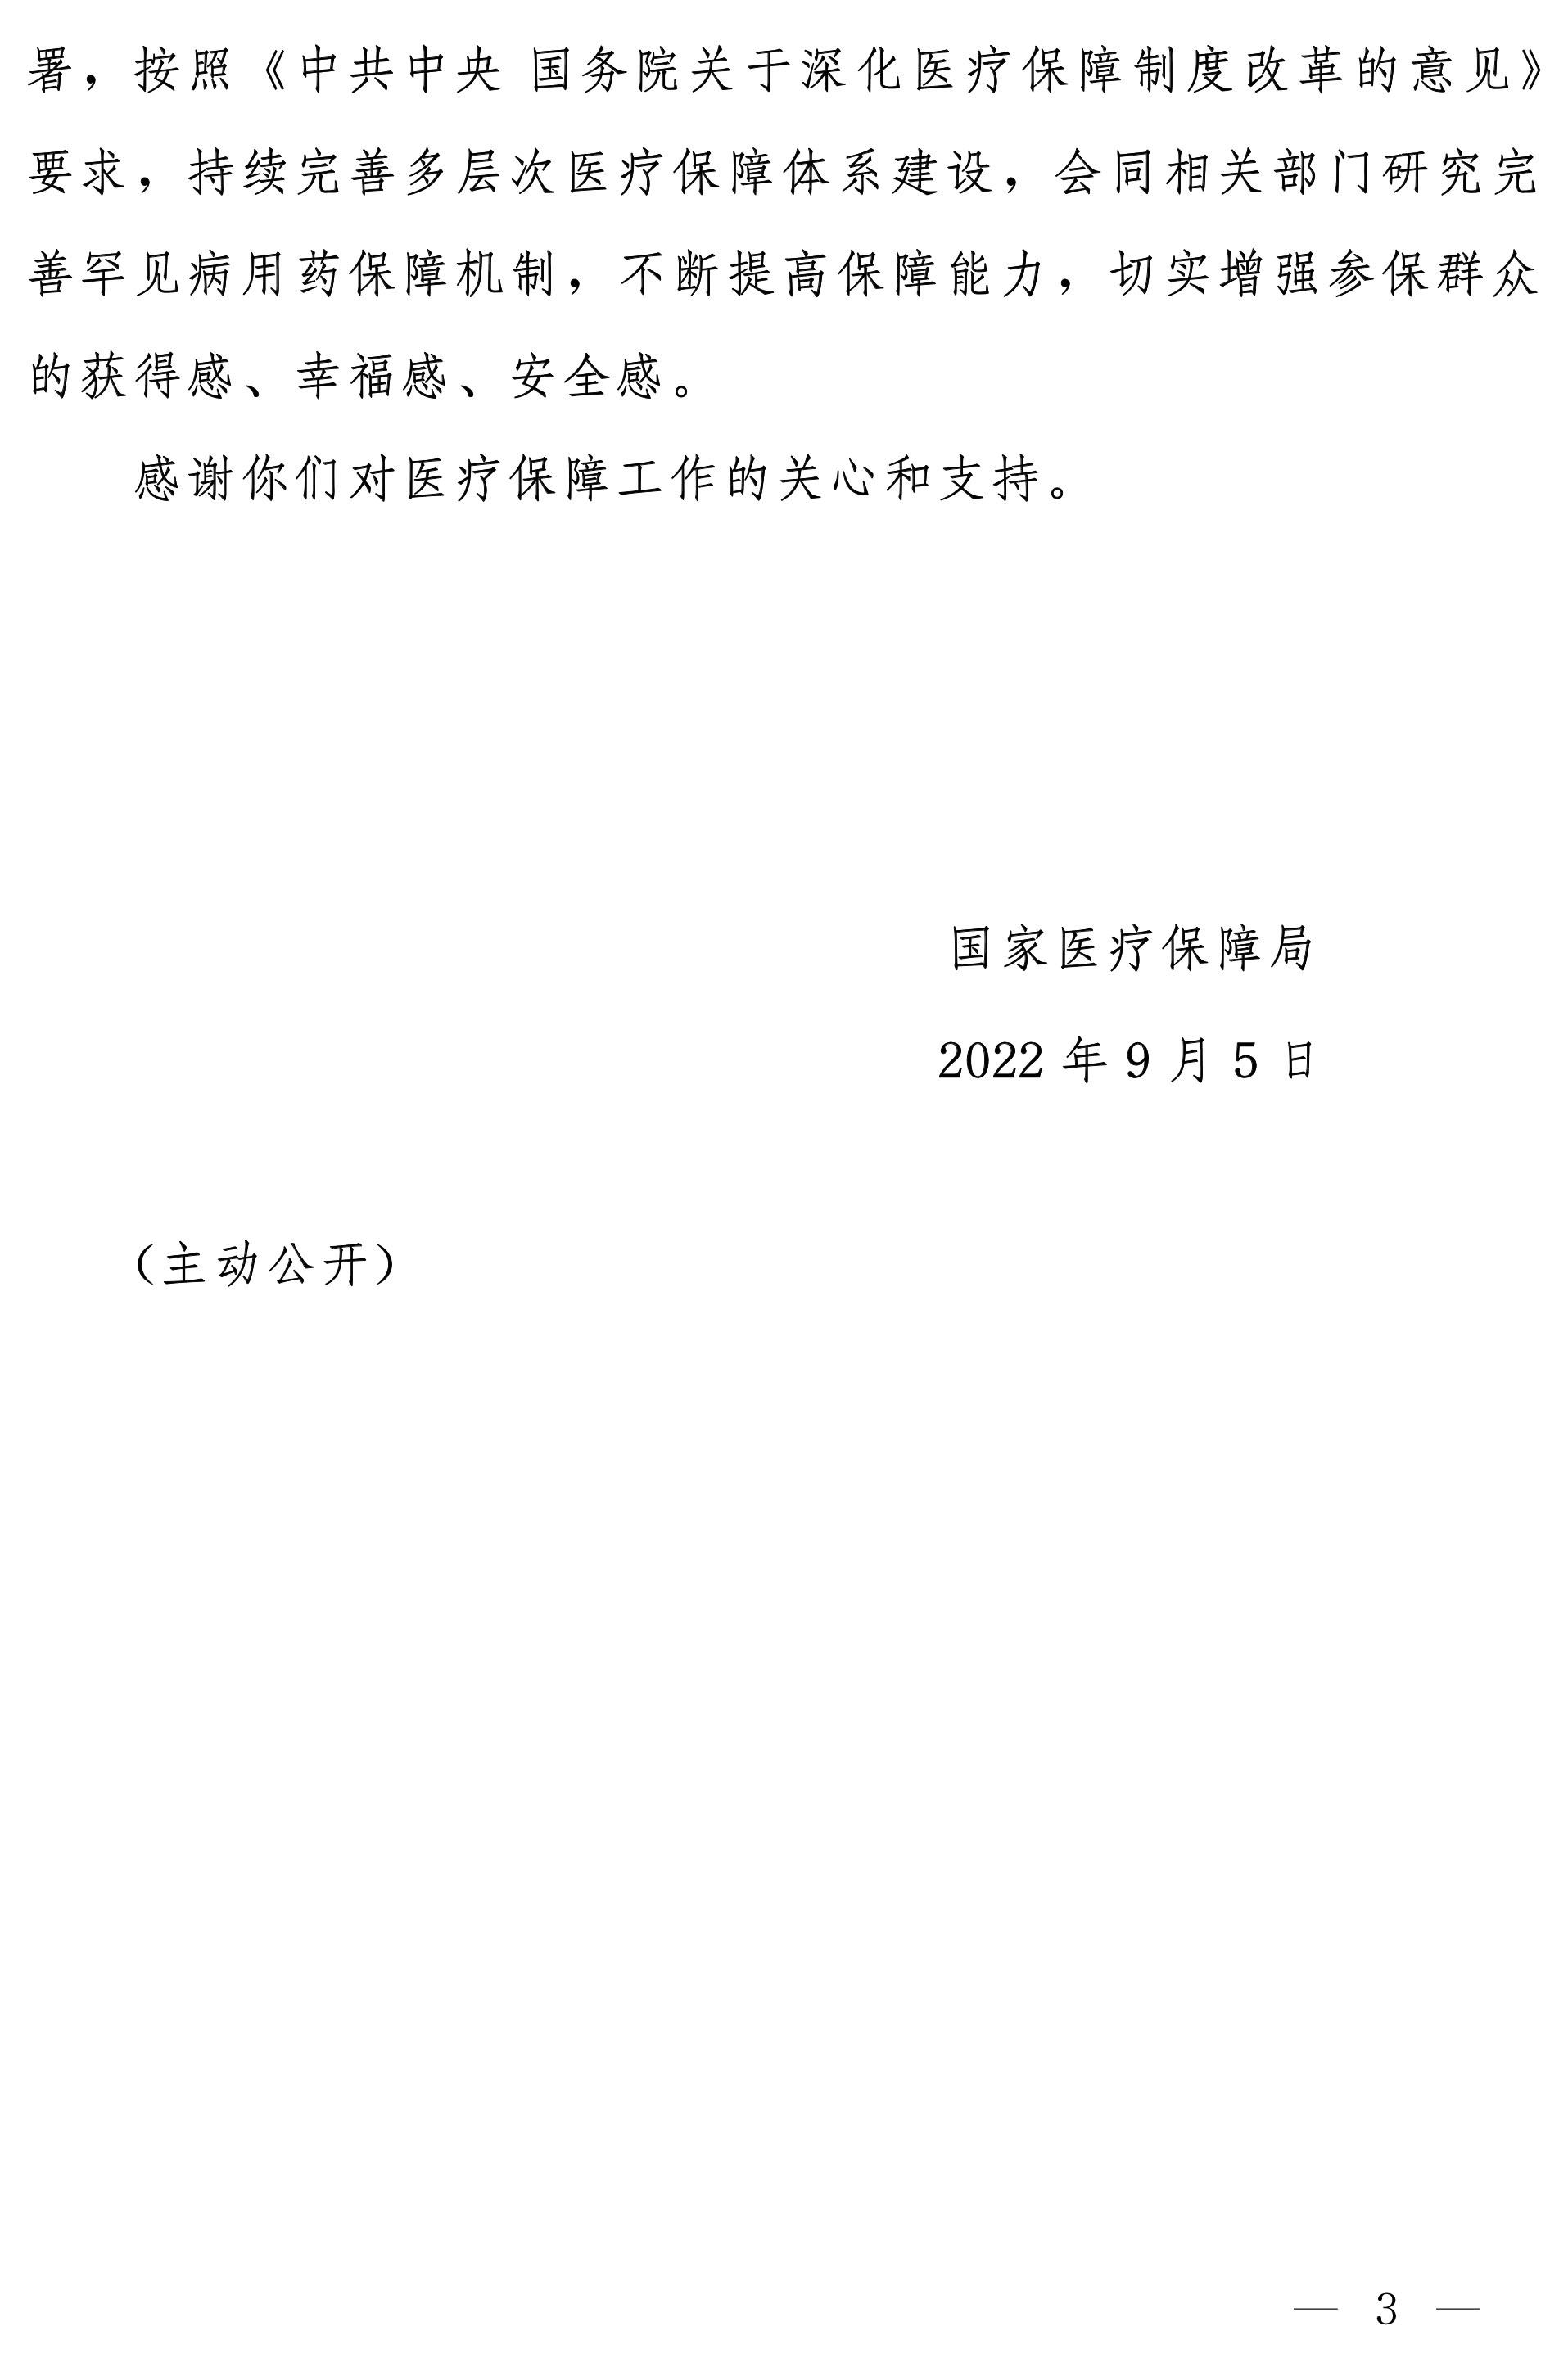 署，按照《中共中央 国务院关于深化医疗保障制度改革的意见》
要求，持续完善多层次医疗保障体系建设，会同相关部门研究完
善罕见病用药保障机制，不断提高保障能力，切实增强参保群众
的获得感、幸福感、安全感。
感谢你们对医疗保障工作的关心和支持。
国家医疗保障局
2022 年 9 月 5 日
（主动公开）
— 3 —